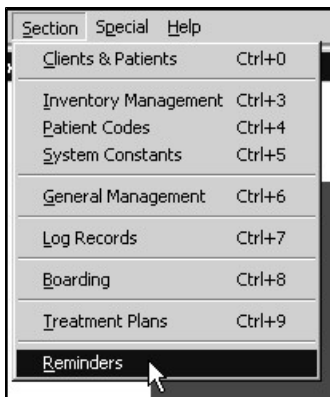 Section Special Help
Clients & Patients Ctrl+0
Inventory Management Ctrl+3
Patient Codes Ctrl+4
System Constants Ctrl+5
General Management Ctrl+6
Log Records Ctrl+7
Boarding Ctrl+8
Treatment Plans Ctrl+9
Reminders